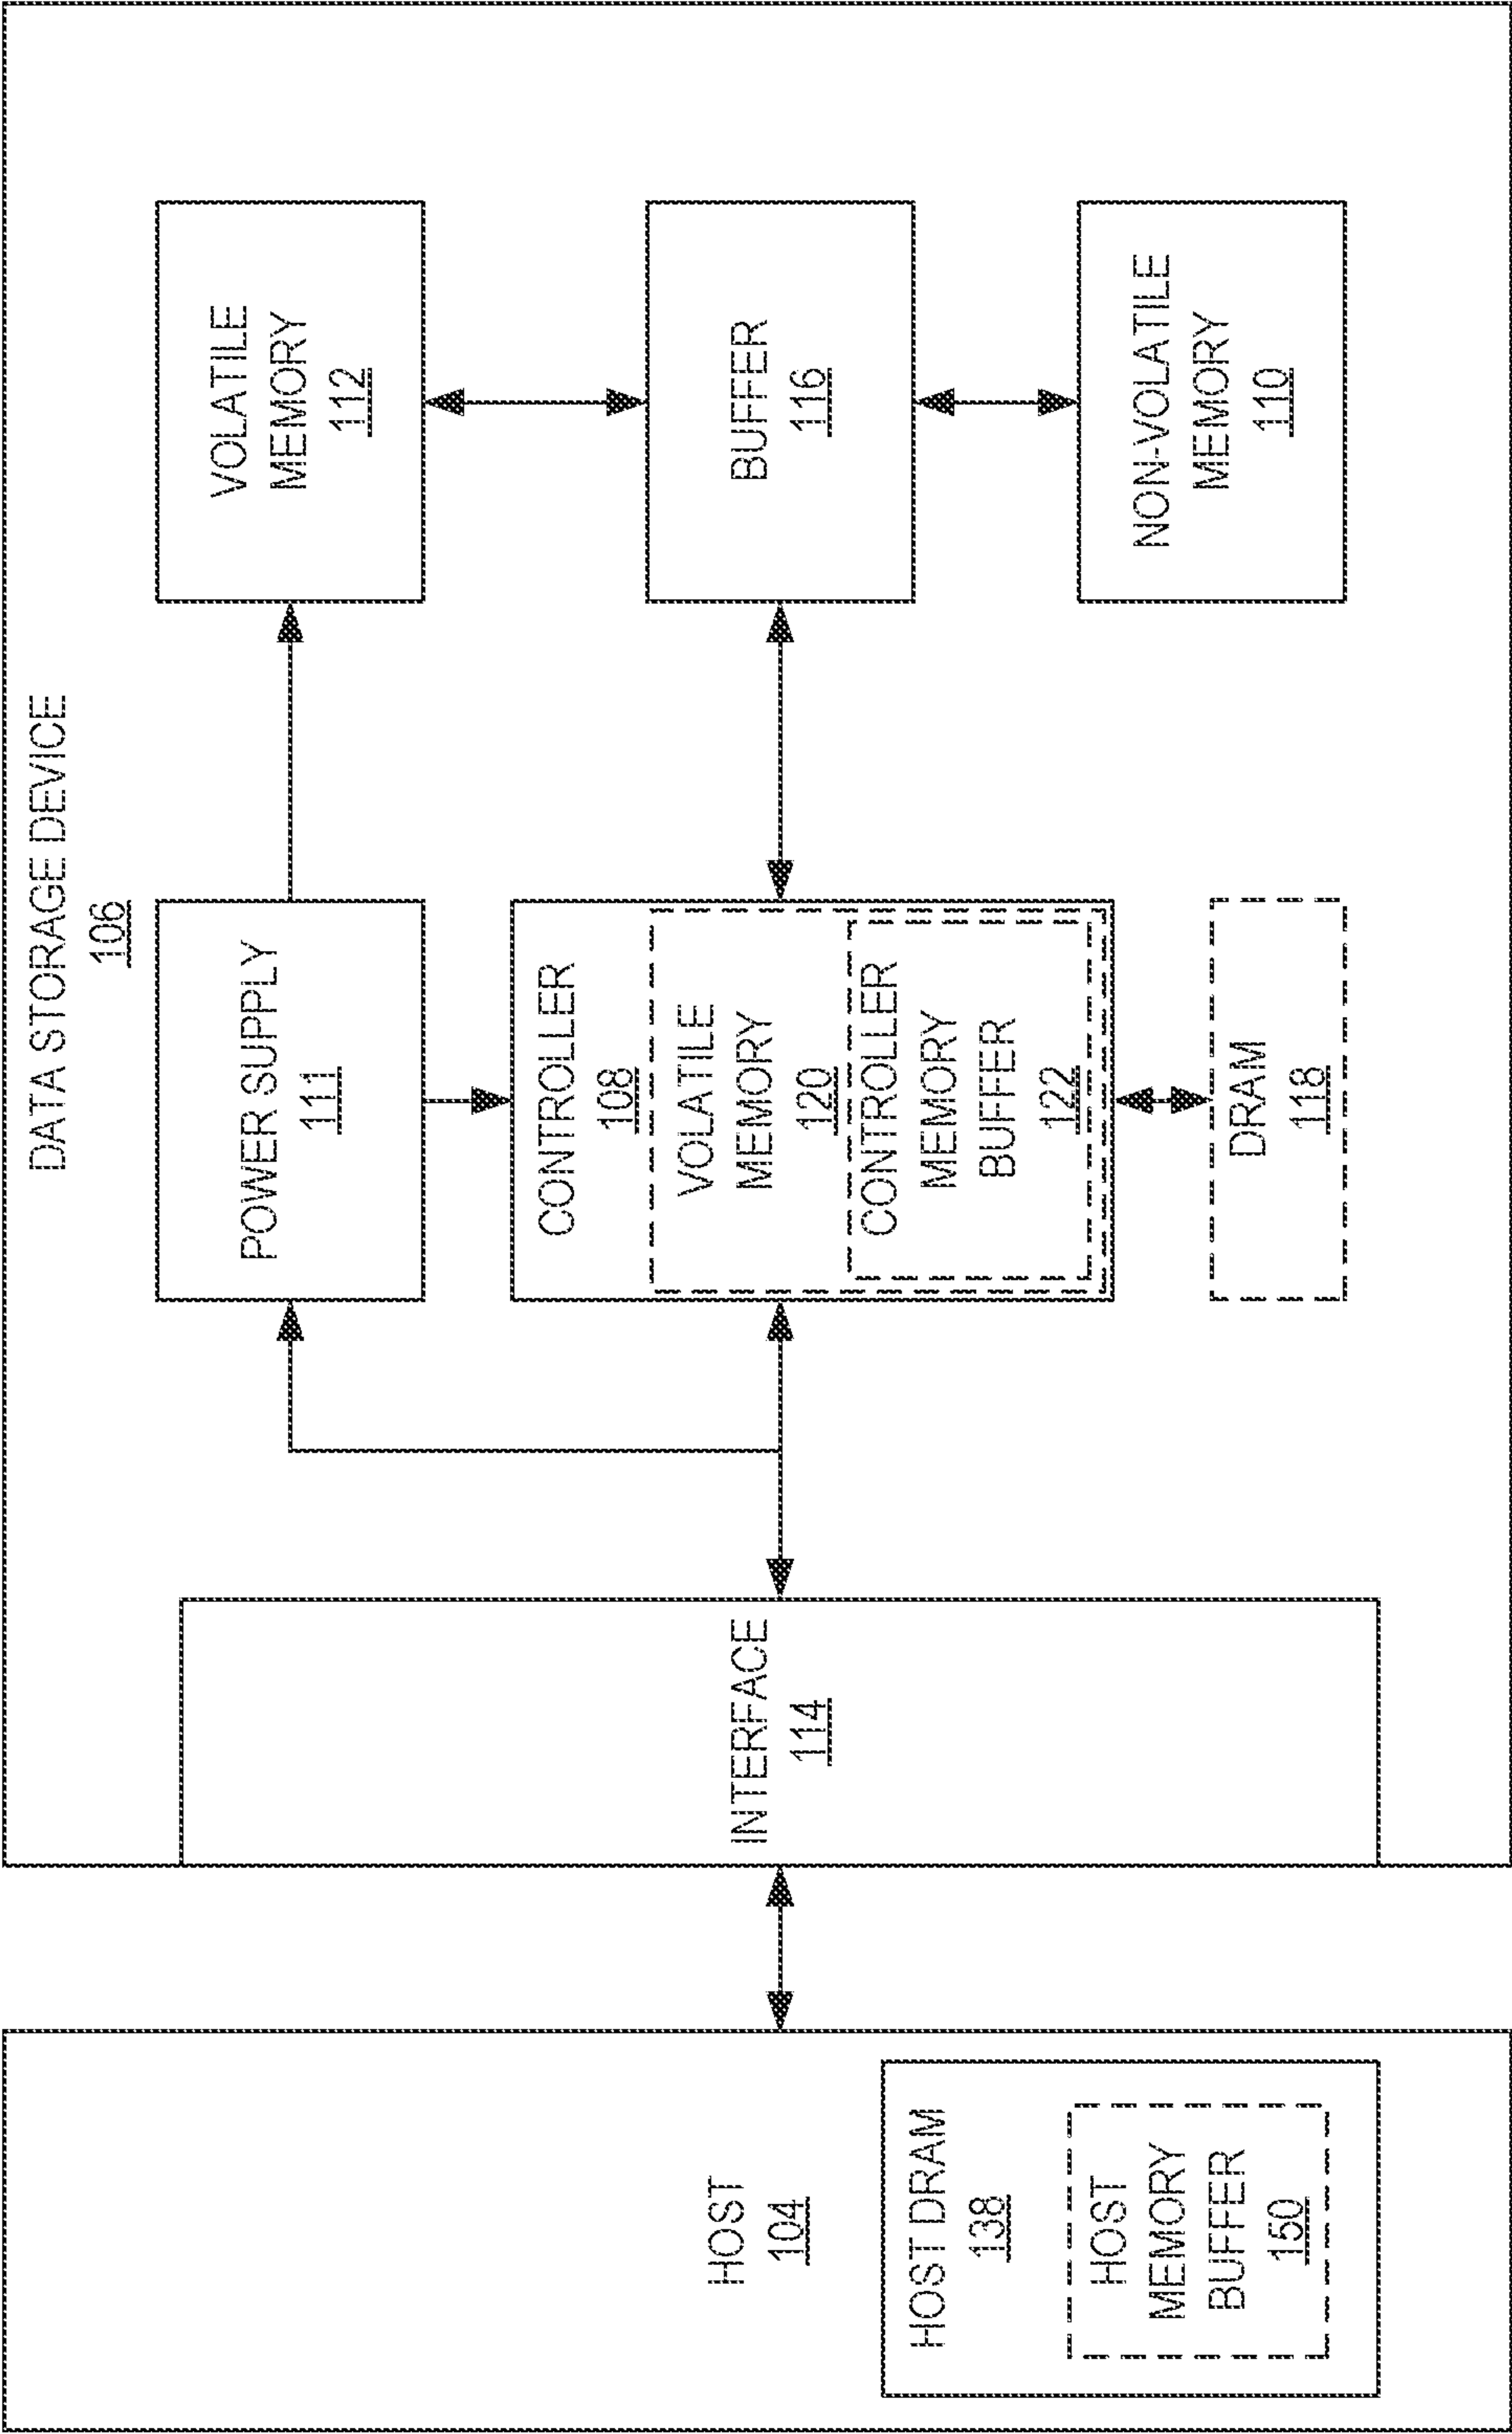 DATA STORAGE DEVICE
106
HOST
104
HOST DRAM
138
HOST
MEMORY
BUFFER
150
INTERFACE
114
POWER SUPPLY
111
CONTROLLER
108
VOLATILE
MEMORY
120
CONTROLLER
MEMORY
BUFFER
122
DRAM
118
VOLATILE
MEMORY
112
BUFFER
116
NON-VOLATILE
MEMORY
110